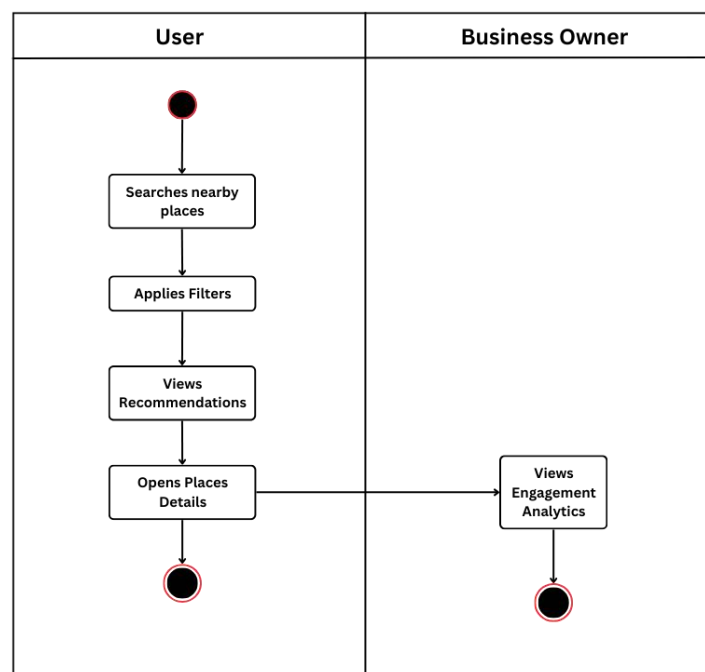 User
Business Owner
Searches nearby
places
Applies Filters
Views
Recommendations
Opens Places
Details
Views
Engagement
Analytics